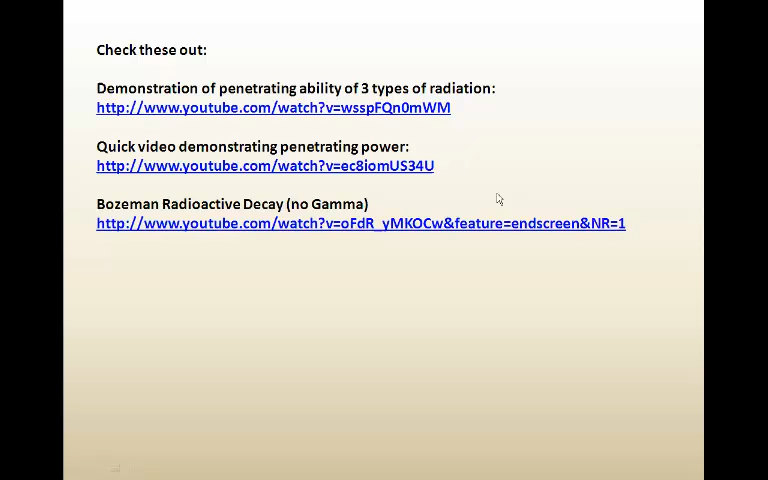 Check these out:
Demonstration of penetrating ability of 3 types of radiation:
http://www.youtube.com/watch?v=wsspFQn0mWM
Quick video demonstrating penetrating power:
http://www.youtube.com/watch?v=ec8iomUS34U
Bozeman Radioactive Decay (no Gamma)
http://www.youtube.com/watch?v=oFdR_yMKOCw&feature=endscreen&NR=1